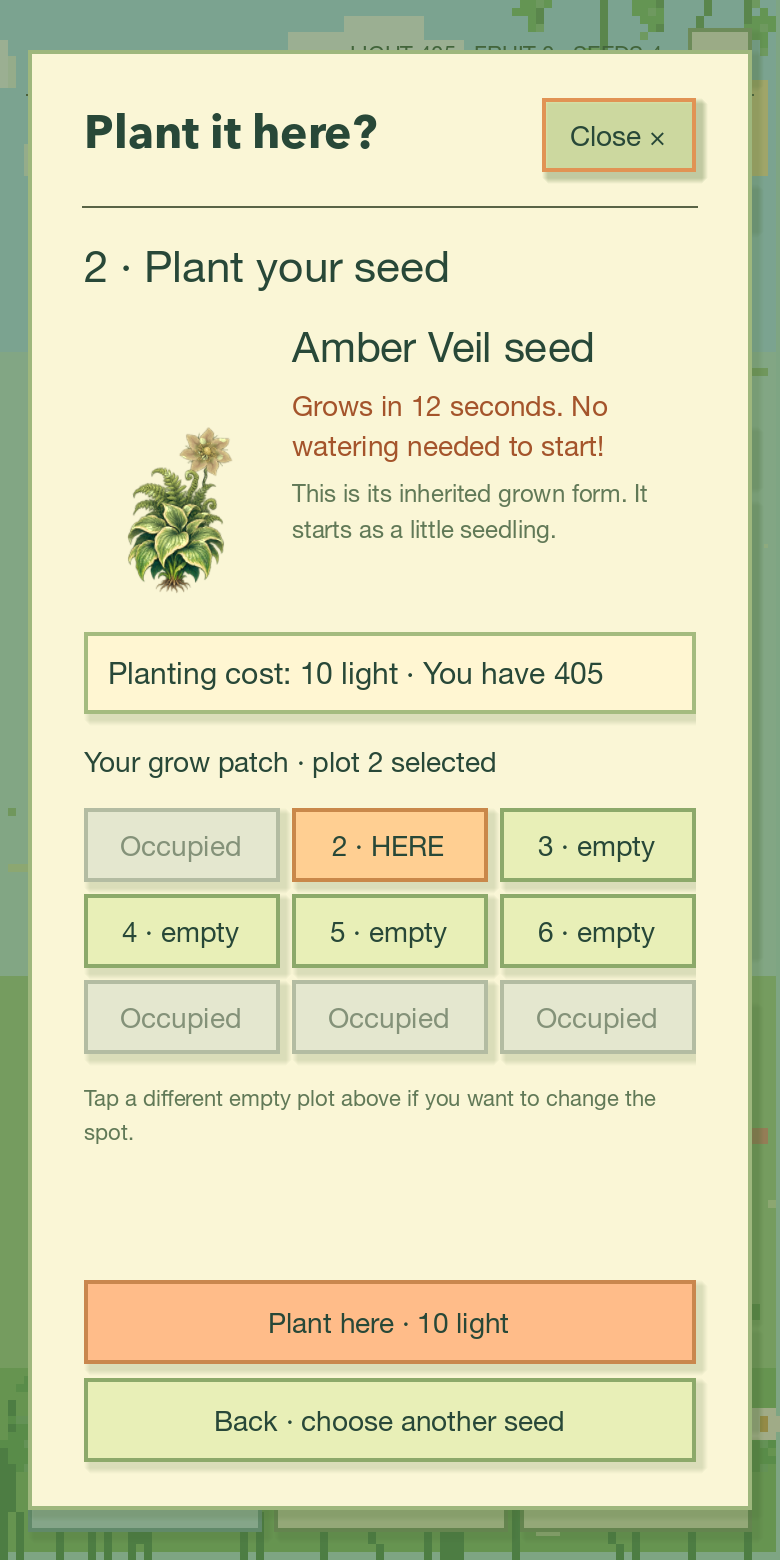 Plant it here?
Close ×
2 · Plant your seed
Amber Veil seed
Grows in 12 seconds. No
watering needed to start!
This is its inherited grown form. It
starts as a little seedling.
Planting cost: 10 light · You have 405
Your grow patch · plot 2 selected
Occupied
2 · HERE
3 · empty
4 · empty
5 · empty
6 · empty
Occupied
Occupied
Occupied
Tap a different empty plot above if you want to change the
spot.
Plant here · 10 light
Back · choose another seed